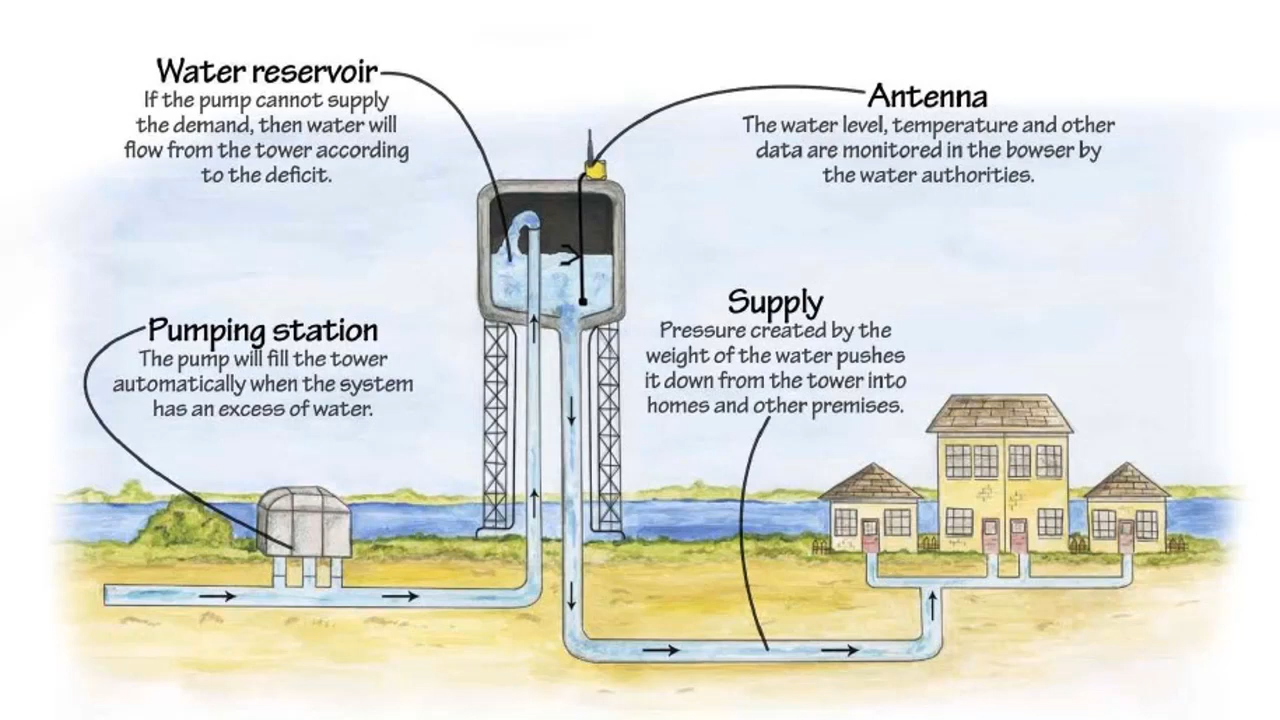 Water reservoir
If the pump cannot supply
the demand, then water will
flow from the tower according
to the deficit.
Antenna
The water level, temperature and other
data are monitored in the bowser by
the water authorities.
Pumping station
The pump will fill the tower
automatically when the system
has an excess of water.
Supply
Pressure created by the
weight of the water pushes
it down from the tower into
homes and other premises.